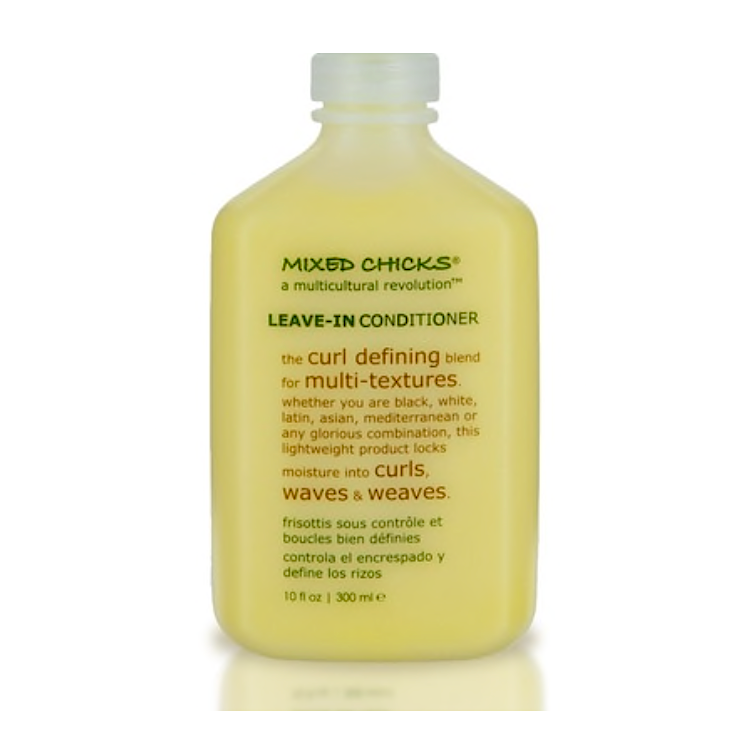 MIXED CHICKS®
a multicultural revolution™
LEAVE-IN CONDITIONER
the curl defining blend
for multi-textures.
whether you are black, white,
latin, asian, mediterranean or
any glorious combination, this
lightweight product locks
moisture into curls,
waves & weaves.
frisottis sous contrôle et
boucles bien définies
controla el encrespado y
define los rizos
10 fl oz | 300 ml ℮